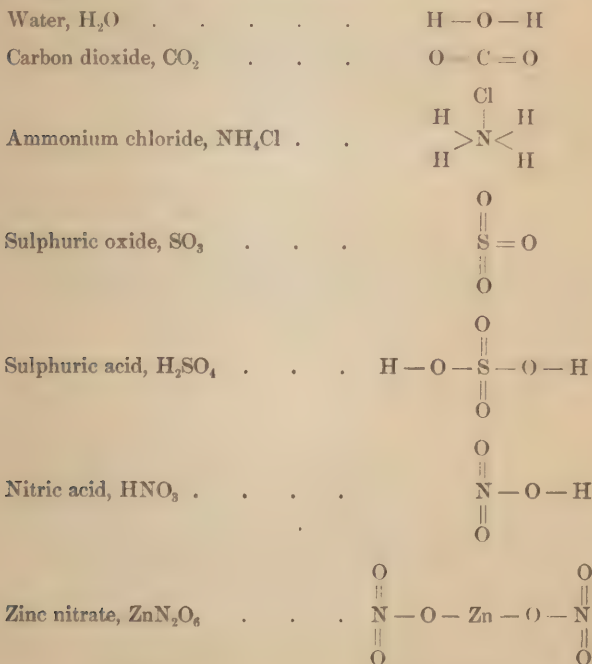 Water, H₂O . . . . . H — O — H
Carbon dioxide, CO₂ . . . O – C = O
Cl
H | H
Ammonium chloride, NH₄Cl . . >N<
H H
O
||
Sulphuric oxide, SO₃ . . . S = O
||
O
O
||
Sulphuric acid, H₂SO₄ . . . H — O — S — O — H
||
O
O
||
Nitric acid, HNO₃ . . . . N — O — H
||
O
O O
|| ||
Zinc nitrate, ZnN₂O₆ . . . N — O — Zn — O — N
|| ||
O O